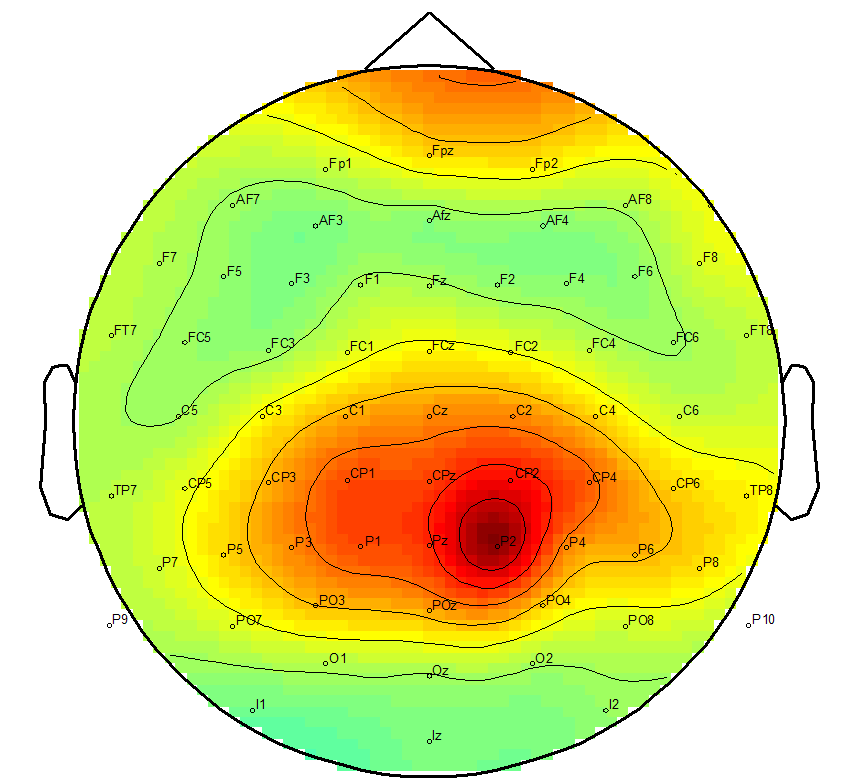 Fpz
Fp1 Fp2
AF7 AF8
AF3 Afz AF4
F7 F8
F5 F3 F1 Fz F2 F4 F6
FT7 FT8
FC5 FC3 FC1 FCz FC2 FC4 FC6
C5 C3 C1 Cz C2 C4 C6
TP7 CP5 CP3 CP1 CPz CP2 CP4 CP6 TP8
P7 P5 P3 P1 Pz P2 P4 P6 P8
PO3 POz PO4
P9 PO7 PO8 P10
O1 Oz O2
I1 I2
Iz